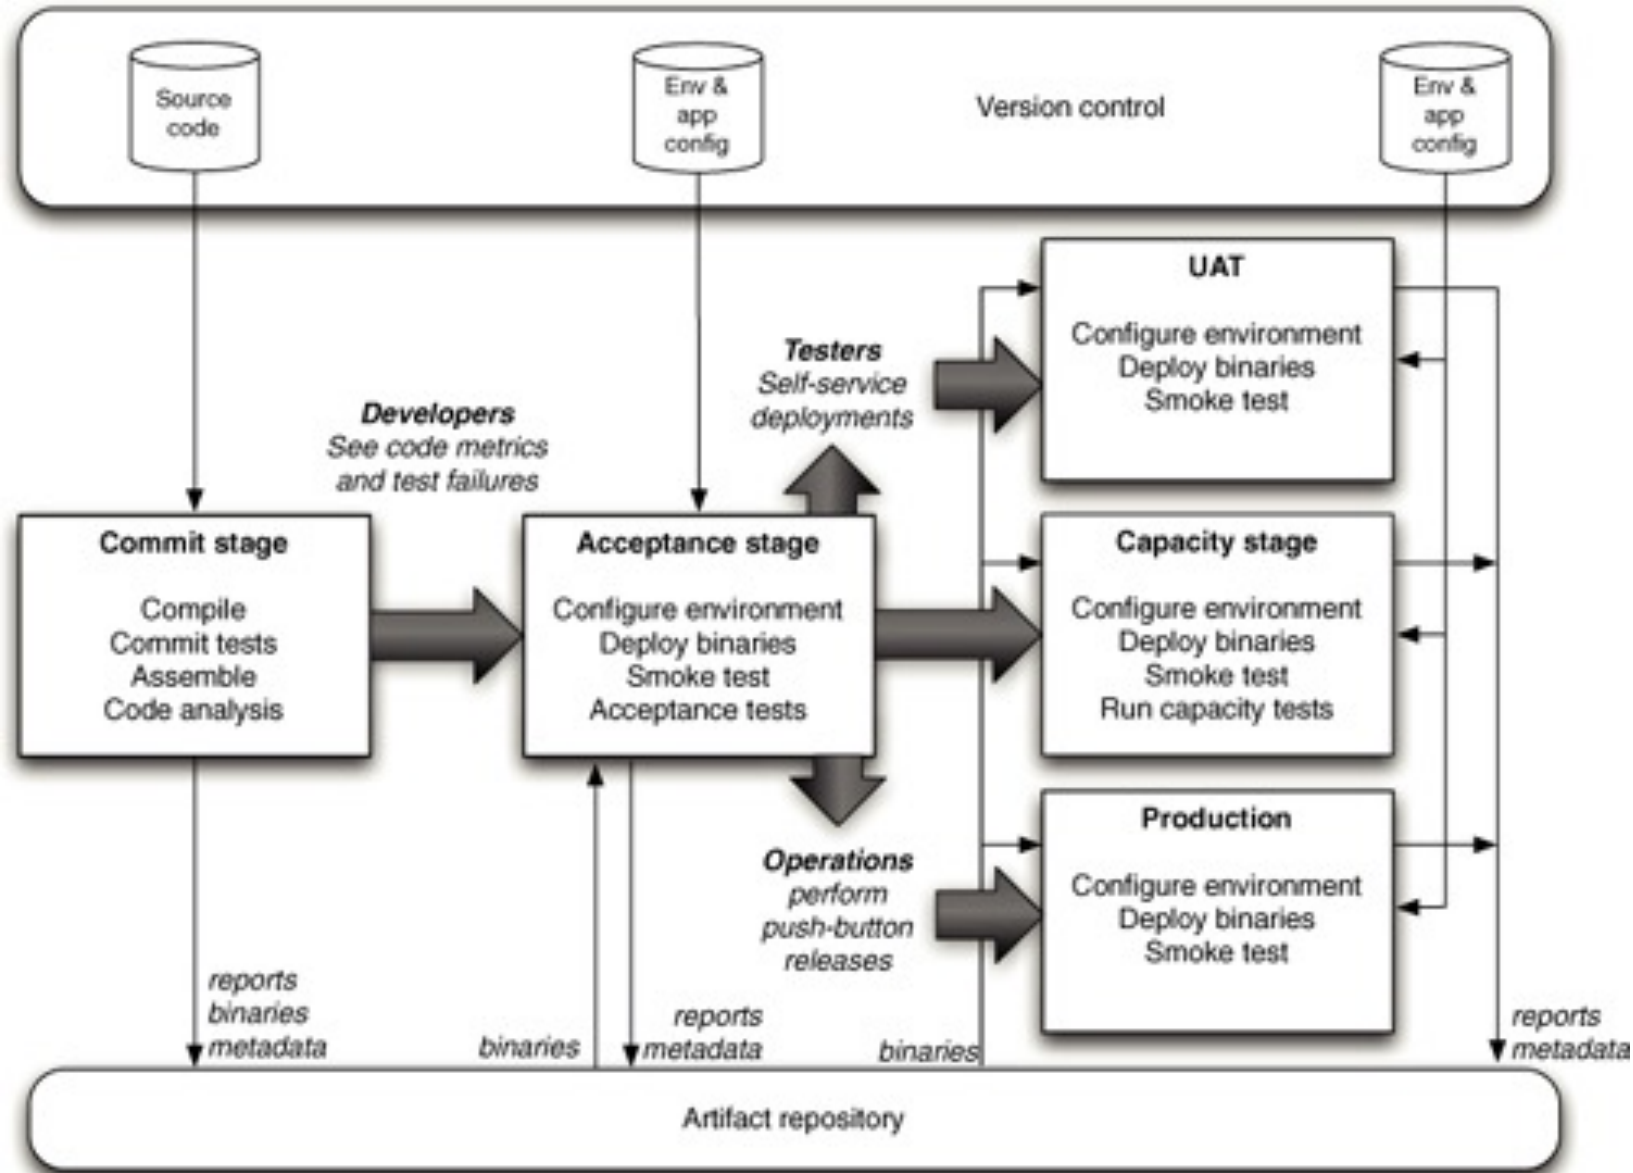 Source
code
Env &
app
config
Version control
Env &
app
config
UAT
Configure environment
Deploy binaries
Smoke test
Testers
Self-service
deployments
Developers
See code metrics
and test failures
Commit stage
Compile
Commit tests
Assemble
Code analysis
Acceptance stage
Configure environment
Deploy binaries
Smoke test
Acceptance tests
Capacity stage
Configure environment
Deploy binaries
Smoke test
Run capacity tests
Operations
perform
push-button
releases
Production
Configure environment
Deploy binaries
Smoke test
reports
binaries
metadata
binaries
reports
metadata
binaries
reports
metadata
Artifact repository